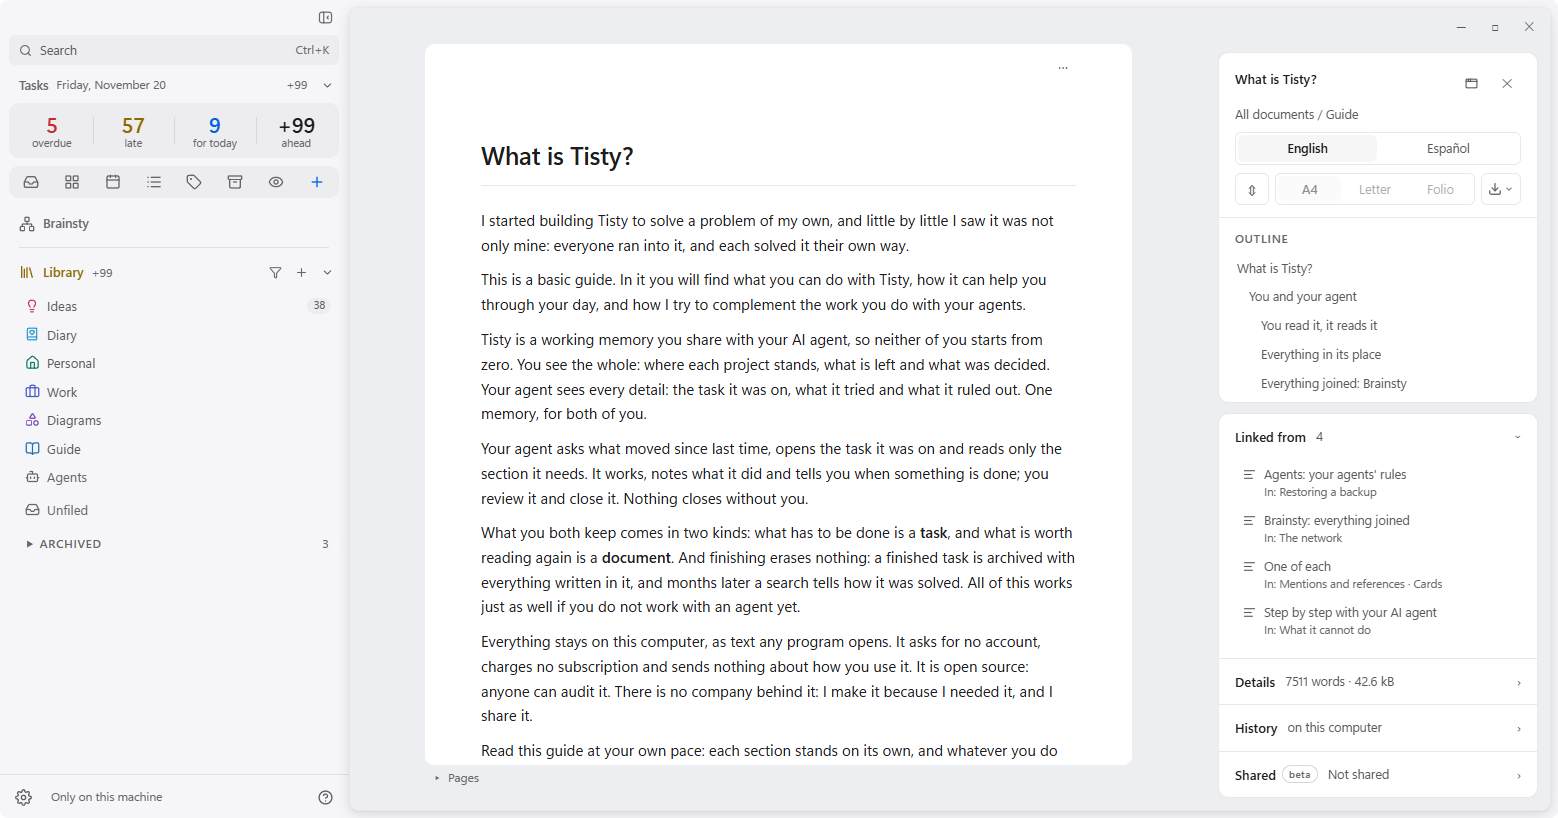 Search Ctrl+K
Tasks Friday, November 20 +99
5 57 9 +99
overdue late for today ahead
Brainsty
Library +99
Ideas 38
Diary
Personal
Work
Diagrams
Guide
Agents
Unfiled
ARCHIVED 3
Only on this machine
...
What is Tisty?
I started building Tisty to solve a problem of my own, and little by little I saw it was not
only mine: everyone ran into it, and each solved it their own way.
This is a basic guide. In it you will find what you can do with Tisty, how it can help you
through your day, and how I try to complement the work you do with your agents.
Tisty is a working memory you share with your AI agent, so neither of you starts from
zero. You see the whole: where each project stands, what is left and what was decided.
Your agent sees every detail: the task it was on, what it tried and what it ruled out. One
memory, for both of you.
Your agent asks what moved since last time, opens the task it was on and reads only the
section it needs. It works, notes what it did and tells you when something is done; you
review it and close it. Nothing closes without you.
What you both keep comes in two kinds: what has to be done is a task, and what is worth
reading again is a document. And finishing erases nothing: a finished task is archived with
everything written in it, and months later a search tells how it was solved. All of this works
just as well if you do not work with an agent yet.
Everything stays on this computer, as text any program opens. It asks for no account,
charges no subscription and sends nothing about how you use it. It is open source:
anyone can audit it. There is no company behind it: I make it because I needed it, and I
share it.
Read this guide at your own pace: each section stands on its own, and whatever you do
Pages
What is Tisty?
All documents / Guide
English Español
A4 Letter Folio
OUTLINE
What is Tisty?
You and your agent
You read it, it reads it
Everything in its place
Everything joined: Brainsty
Linked from 4
Agents: your agents' rules
In: Restoring a backup
Brainsty: everything joined
In: The network
One of each
In: Mentions and references · Cards
Step by step with your AI agent
In: What it cannot do
Details 7511 words · 42.6 kB
History on this computer
Shared beta Not shared